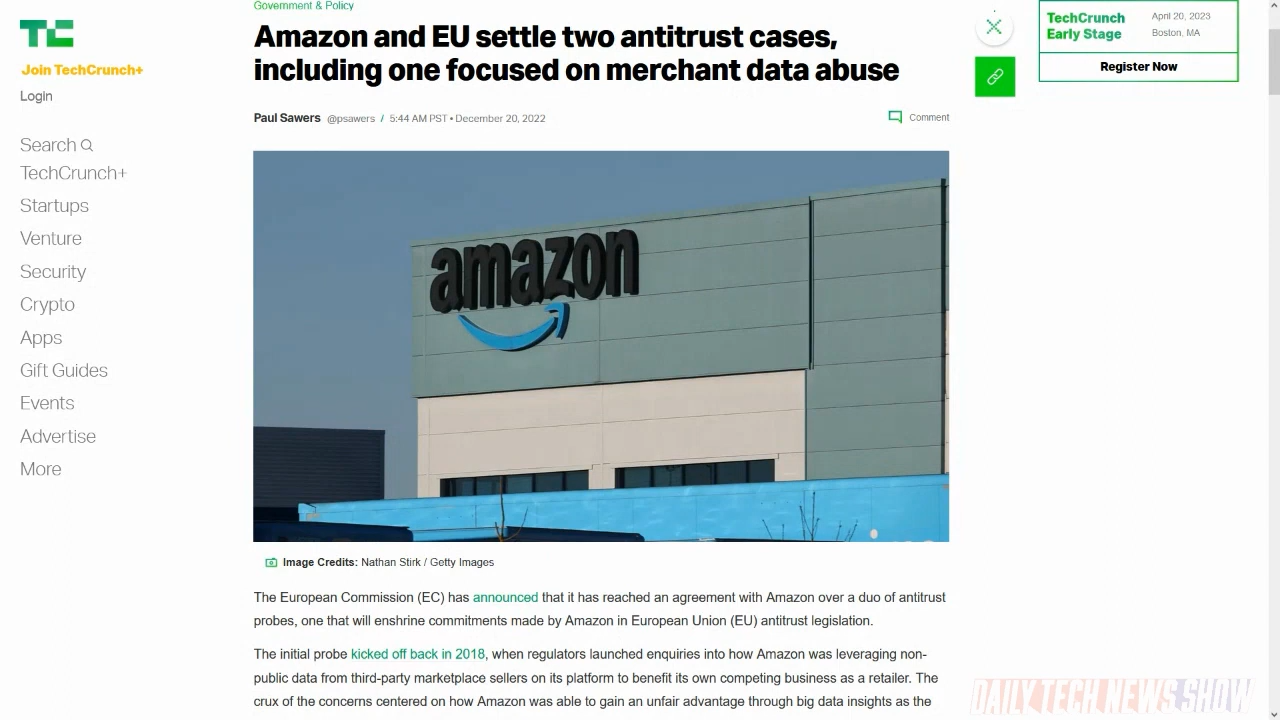 TC
Join TechCrunch+
Login
Search
TechCrunch+
Startups
Venture
Security
Crypto
Apps
Gift Guides
Events
Advertise
More
Government & Policy
Amazon and EU settle two antitrust cases,
including one focused on merchant data abuse
Paul Sawers @psawers / 5:44 AM PST • December 20, 2022
Comment
amazon
Image Credits: Nathan Stirk / Getty Images
The European Commission (EC) has announced that it has reached an agreement with Amazon over a duo of antitrust
probes, one that will enshrine commitments made by Amazon in European Union (EU) antitrust legislation.
The initial probe kicked off back in 2018, when regulators launched enquiries into how Amazon was leveraging non-
public data from third-party marketplace sellers on its platform to benefit its own competing business as a retailer. The
crux of the concerns centered on how Amazon was able to gain an unfair advantage through big data insights as the
TechCrunch
Early Stage
April 20, 2023
Boston, MA
Register Now
DAILY TECH NEWS SHOW